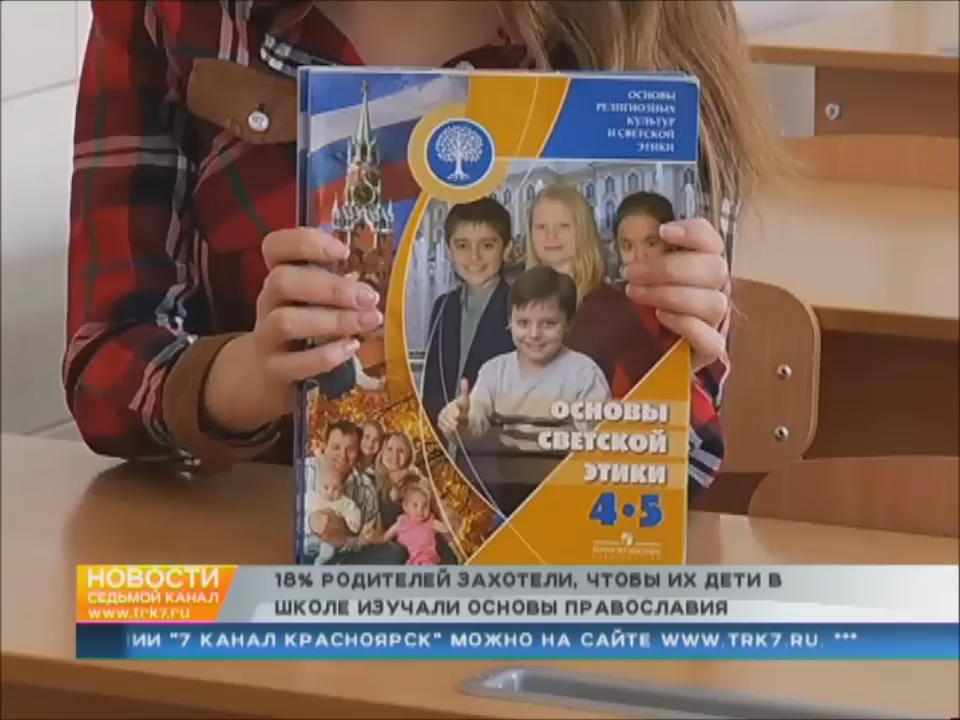 ОСНОВЫ
РЕЛИГИОЗНЫХ
КУЛЬТУР
И СВЕТСКОЙ
ЭТИКИ
ОСНОВЫ
СВЕТСКОЙ
ЭТИКИ
4•5
ПРОСВЕЩЕНИЕ
НОВОСТИ
СЕДЬМОЙ КАНАЛ
www.trk7.ru
18% РОДИТЕЛЕЙ ЗАХОТЕЛИ, ЧТОБЫ ИХ ДЕТИ В
ШКОЛЕ ИЗУЧАЛИ ОСНОВЫ ПРАВОСЛАВИЯ
ИИ "7 КАНАЛ КРАСНОЯРСК" МОЖНО НА САЙТЕ WWW.TRK7.RU. ***